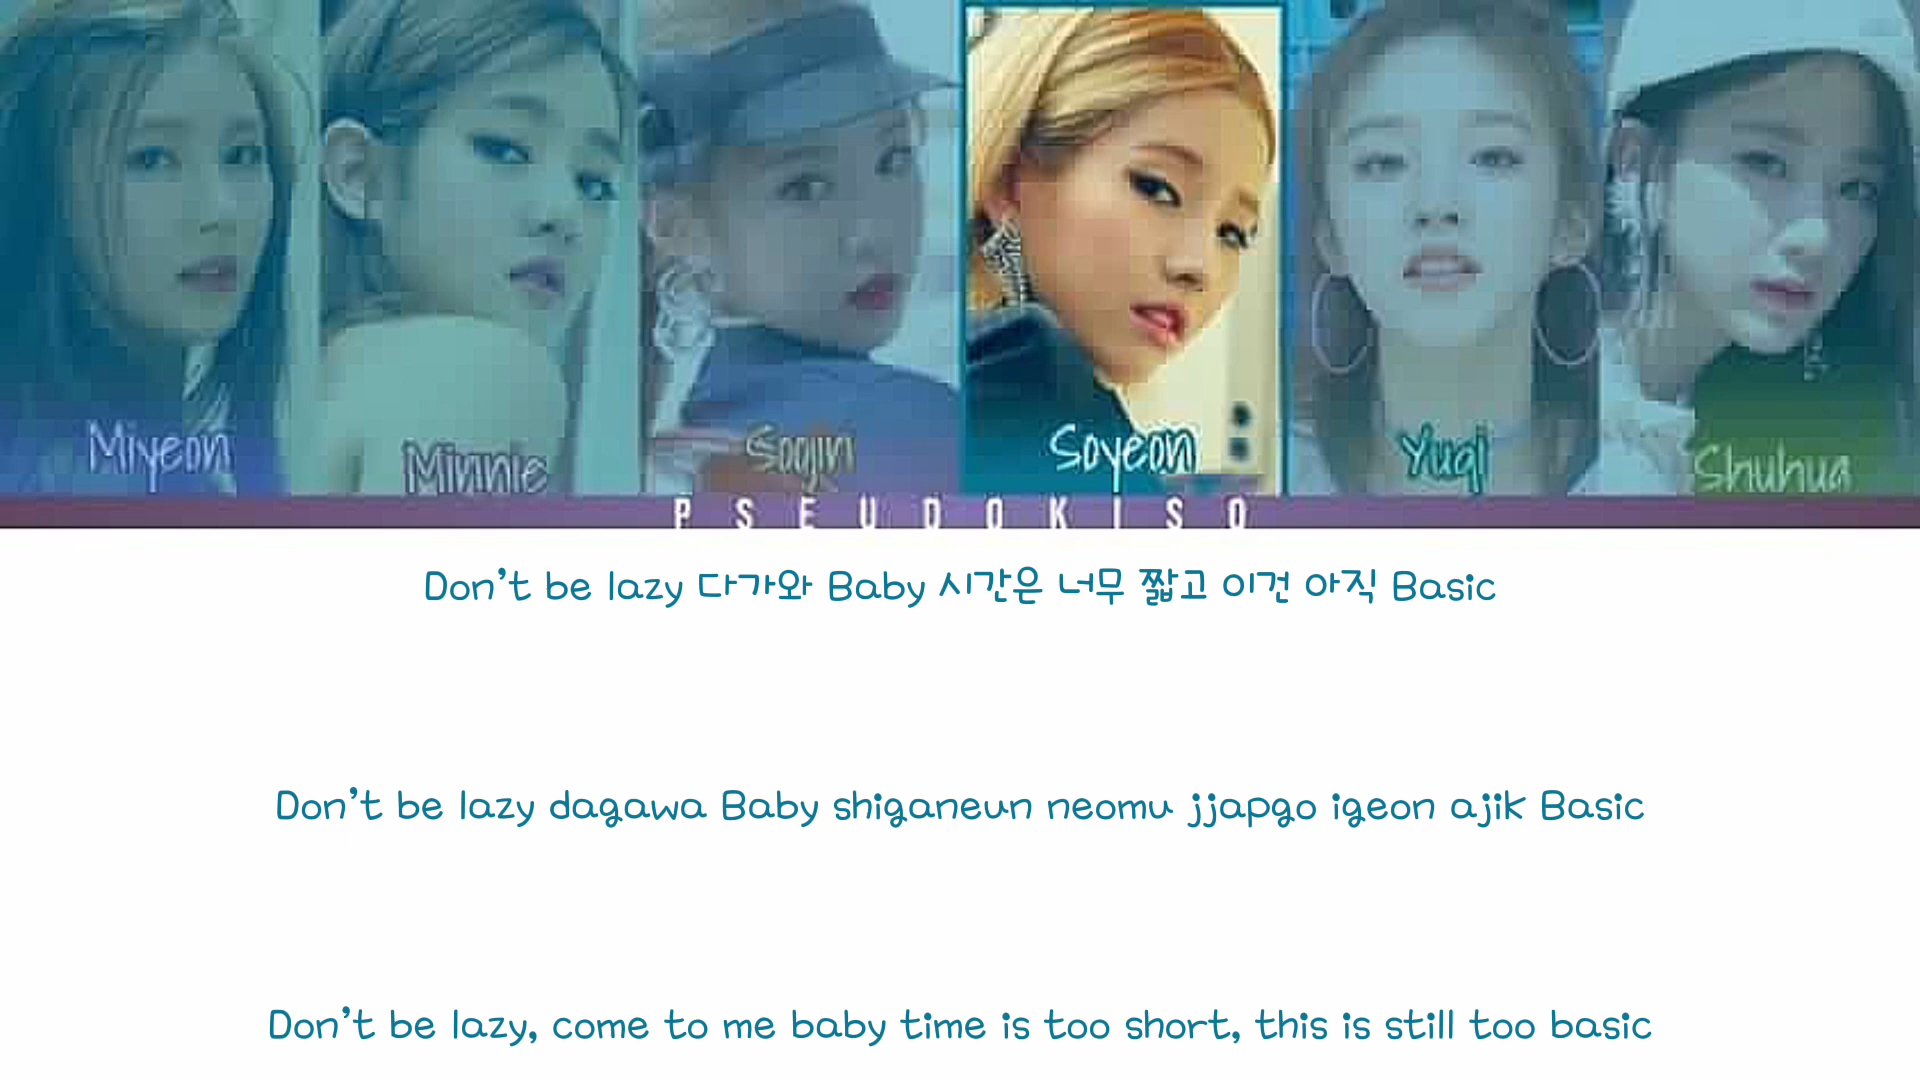 Miyeon
Minnie
Soojin
Soyeon
Yuqi
Shuhua
PSEUDOKISO
Don't be lazy 다가와 Baby 시간은 너무 짧고 이건 아직 Basic
Don't be lazy dagawa Baby shiganeun neomu jjapgo igeon ajik Basic
Don't be lazy, come to me baby time is too short, this is still too basic